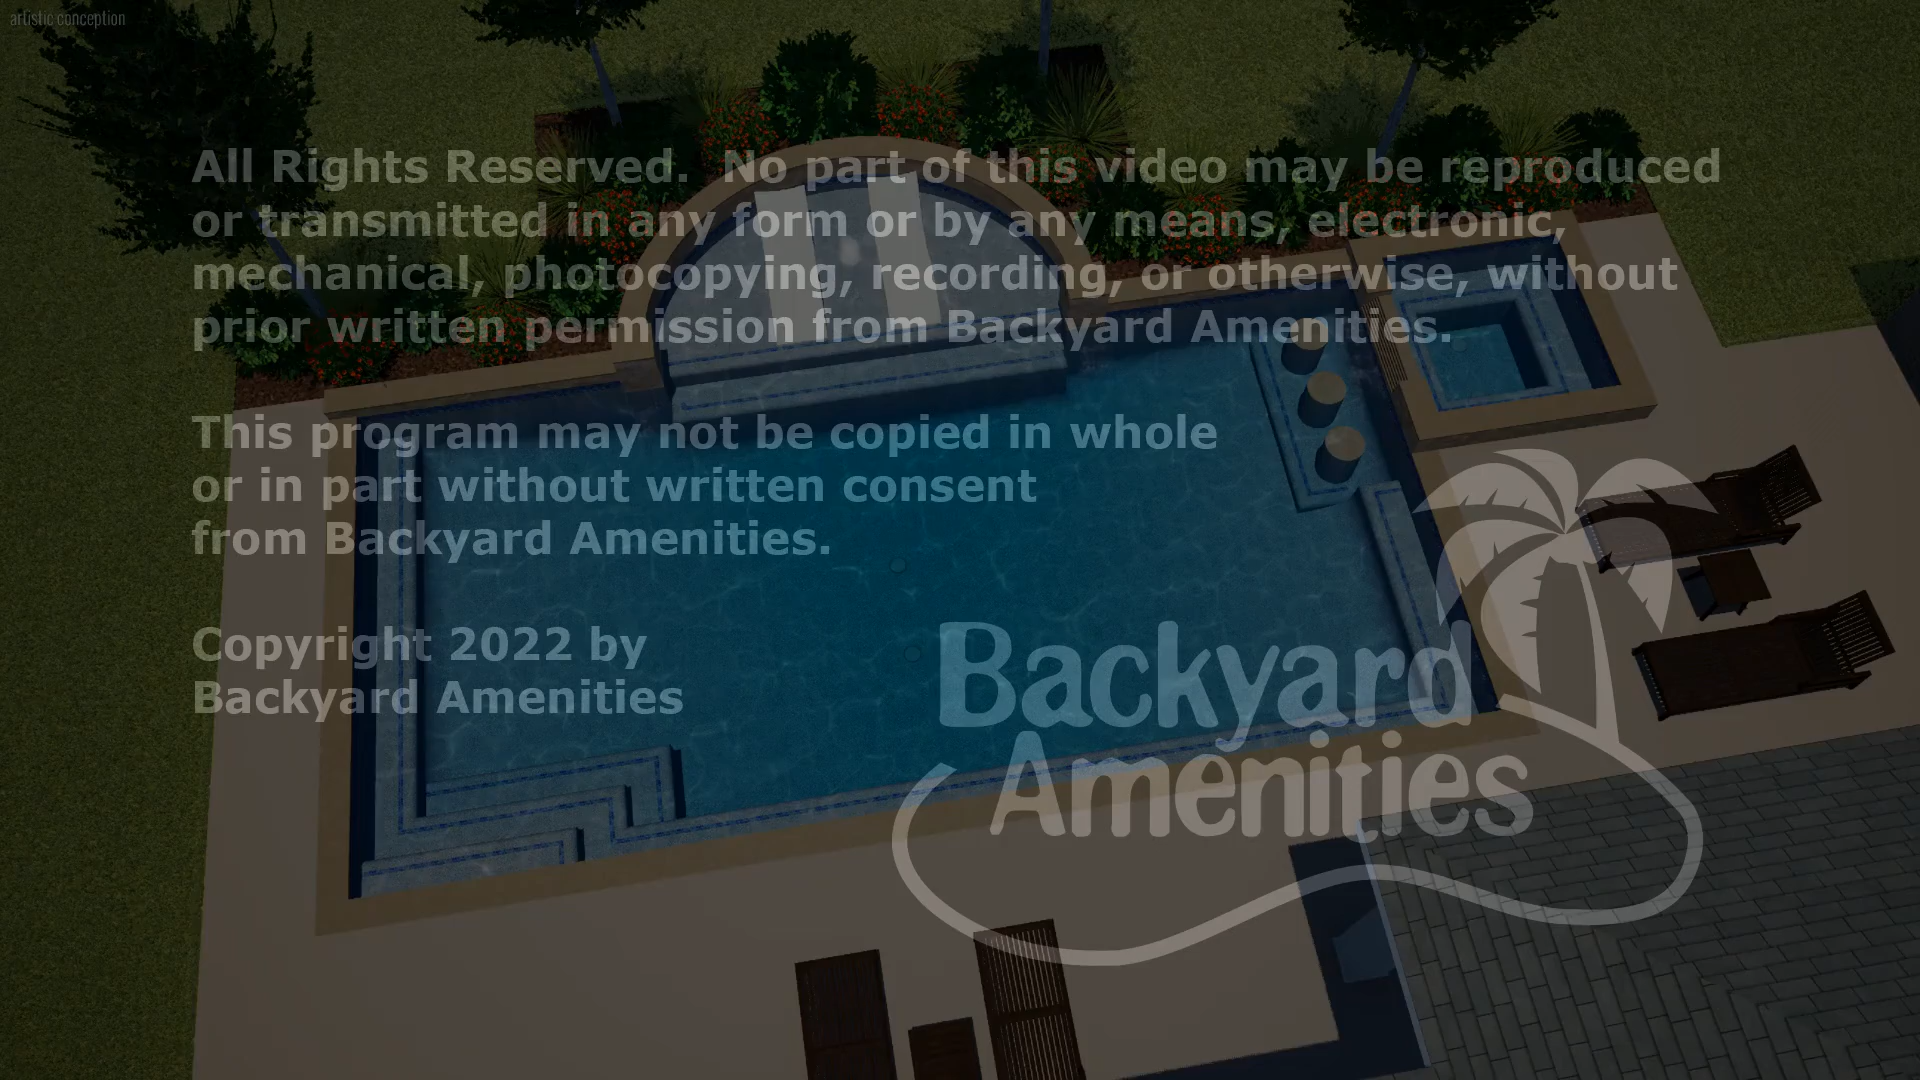 artistic conception
All Rights Reserved. No part of this video may be reproduced
or transmitted in any form or by any means, electronic,
mechanical, photocopying, recording, or otherwise, without
prior written permission from Backyard Amenities.
This program may not be copied in whole
or in part without written consent
from Backyard Amenities.
Copyright 2022 by
Backyard Amenities
Backyard
Amenities